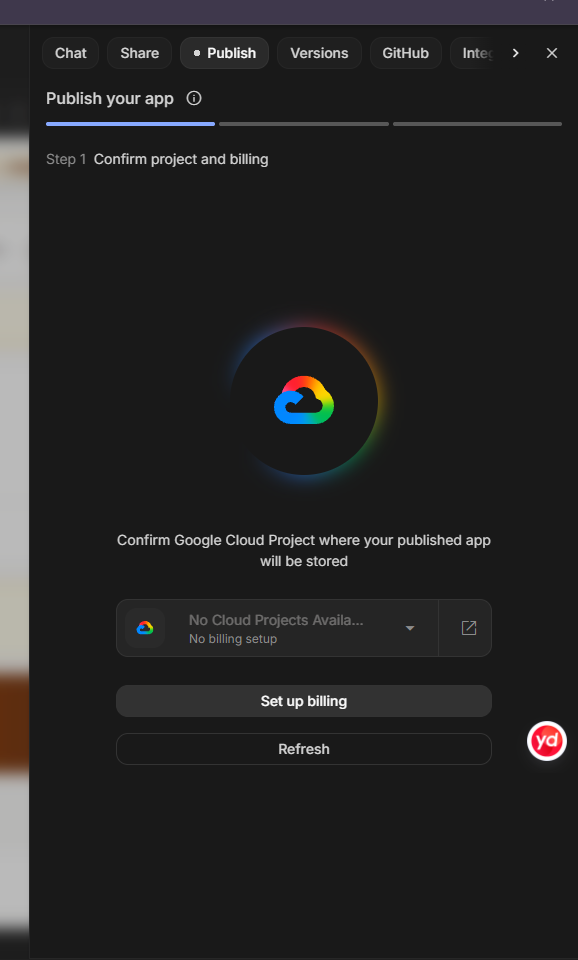 Chat
Share
Publish
Versions
GitHub
Publish your app
Step 1 Confirm project and billing
Confirm Google Cloud Project where your published app
will be stored
No Cloud Projects Availa...
No billing setup
Set up billing
yd
Refresh